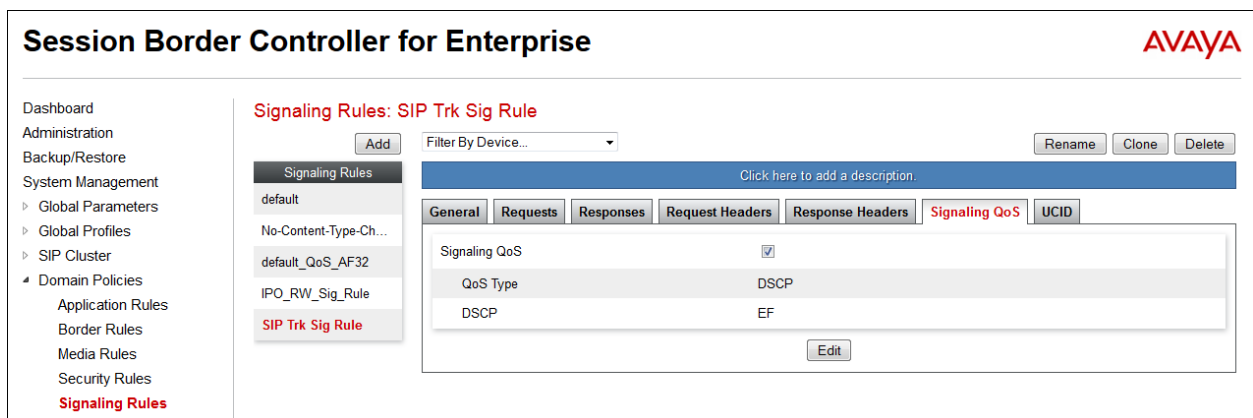 Session Border Controller for Enterprise
AVAYA
Dashboard
Administration
Backup/Restore
System Management
Global Parameters
Global Profiles
SIP Cluster
Domain Policies
Application Rules
Border Rules
Media Rules
Security Rules
Signaling Rules
Signaling Rules: SIP Trk Sig Rule
Add
Filter By Device...
Rename Clone Delete
Signaling Rules
default
No-Content-Type-Ch...
default_QoS_AF32
IPO_RW_Sig_Rule
SIP Trk Sig Rule
Click here to add a description.
General Requests Responses Request Headers Response Headers Signaling QoS UCID
Signaling QoS
QoS Type DSCP
DSCP EF
Edit